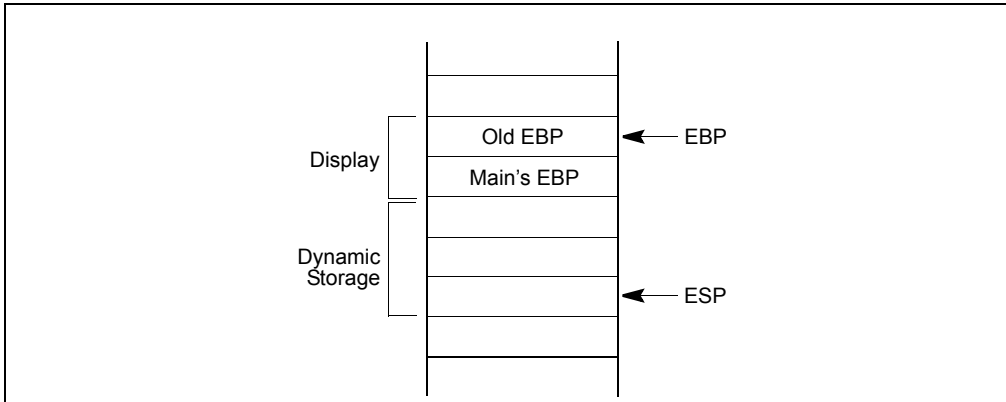 Old EBP
EBP
Display
Main’s EBP
Dynamic
Storage
ESP